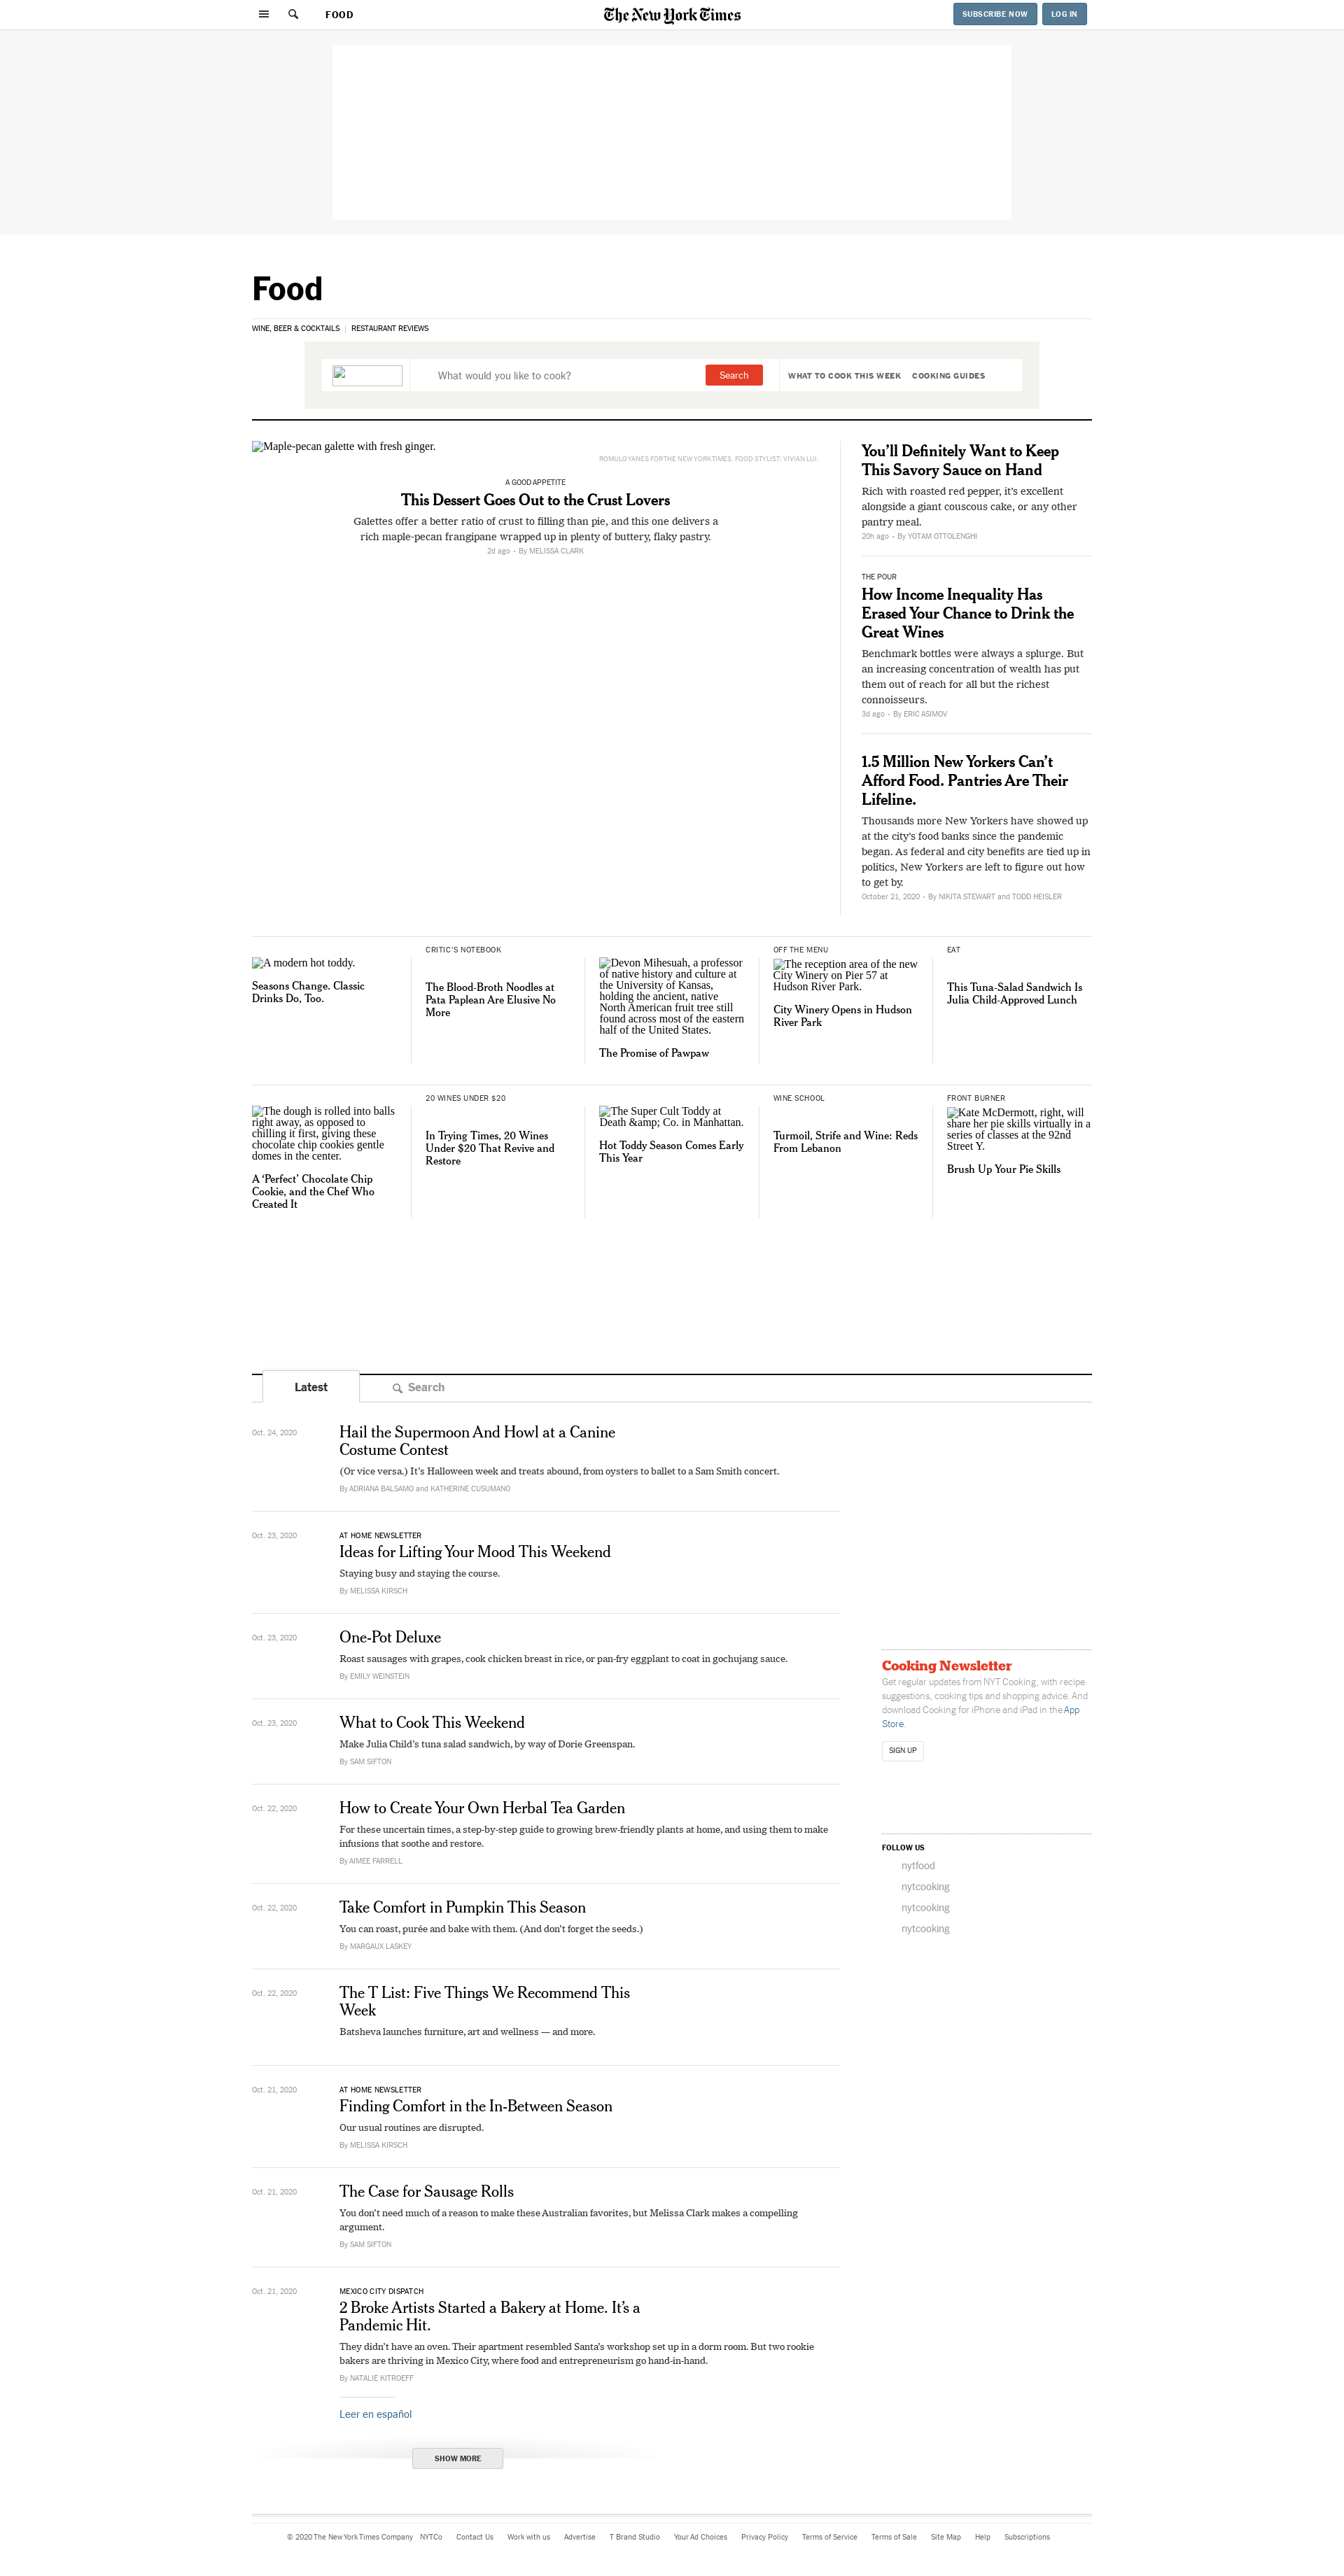 FOOD
The New York Times
SUBSCRIBE NOW
LOG IN
Food
WINE, BEER & COCKTAILS
RESTAURANT REVIEWS
What would you like to cook?
Search
WHAT TO COOK THIS WEEK
COOKING GUIDES
Maple-pecan galette with fresh ginger.
ROMULO YANES FOR THE NEW YORK TIMES. FOOD STYLIST: VIVIAN LUI.
A GOOD APPETITE
This Dessert Goes Out to the Crust Lovers
Galettes offer a better ratio of crust to filling than pie, and this one delivers a
rich maple-pecan frangipane wrapped up in plenty of buttery, flaky pastry.
2d ago · By MELISSA CLARK
You’ll Definitely Want to Keep
This Savory Sauce on Hand
Rich with roasted red pepper, it’s excellent
alongside a giant couscous cake, or any other
pantry meal.
20h ago · By YOTAM OTTOLENGHI
THE POUR
How Income Inequality Has
Erased Your Chance to Drink the
Great Wines
Benchmark bottles were always a splurge. But
an increasing concentration of wealth has put
them out of reach for all but the richest
connoisseurs.
3d ago · By ERIC ASIMOV
1.5 Million New Yorkers Can’t
Afford Food. Pantries Are Their
Lifeline.
Thousands more New Yorkers have showed up
at the city’s food banks since the pandemic
began. As federal and city benefits are tied up in
politics, New Yorkers are left to figure out how
to get by.
October 21, 2020 · By NIKITA STEWART and TODD HEISLER
A modern hot toddy.
Seasons Change. Classic
Drinks Do, Too.
CRITIC’S NOTEBOOK
The Blood-Broth Noodles at
Pata Paplean Are Elusive No
More
Devon Mihesuah, a professor
of native history and culture at
the University of Kansas,
holding the ancient, native
North American fruit tree still
found across most of the eastern
half of the United States.
The Promise of Pawpaw
OFF THE MENU
The reception area of the new
City Winery on Pier 57 at
Hudson River Park.
City Winery Opens in Hudson
River Park
EAT
This Tuna-Salad Sandwich Is
Julia Child-Approved Lunch
The dough is rolled into balls
right away, as opposed to
chilling it first, giving these
chocolate chip cookies gentle
domes in the center.
A ‘Perfect’ Chocolate Chip
Cookie, and the Chef Who
Created It
20 WINES UNDER $20
In Trying Times, 20 Wines
Under $20 That Revive and
Restore
The Super Cult Toddy at
Death &amp; Co. in Manhattan.
Hot Toddy Season Comes Early
This Year
WINE SCHOOL
Turmoil, Strife and Wine: Reds
From Lebanon
FRONT BURNER
Kate McDermott, right, will
share her pie skills virtually in a
series of classes at the 92nd
Street Y.
Brush Up Your Pie Skills
Latest
Search
Oct. 24, 2020
Hail the Supermoon And Howl at a Canine
Costume Contest
(Or vice versa.) It’s Halloween week and treats abound, from oysters to ballet to a Sam Smith concert.
By ADRIANA BALSAMO and KATHERINE CUSUMANO
Oct. 23, 2020
AT HOME NEWSLETTER
Ideas for Lifting Your Mood This Weekend
Staying busy and staying the course.
By MELISSA KIRSCH
Oct. 23, 2020
One-Pot Deluxe
Roast sausages with grapes, cook chicken breast in rice, or pan-fry eggplant to coat in gochujang sauce.
By EMILY WEINSTEIN
Oct. 23, 2020
What to Cook This Weekend
Make Julia Child’s tuna salad sandwich, by way of Dorie Greenspan.
By SAM SIFTON
Oct. 22, 2020
How to Create Your Own Herbal Tea Garden
For these uncertain times, a step-by-step guide to growing brew-friendly plants at home, and using them to make
infusions that soothe and restore.
By AIMEE FARRELL
Oct. 22, 2020
Take Comfort in Pumpkin This Season
You can roast, purée and bake with them. (And don’t forget the seeds.)
By MARGAUX LASKEY
Oct. 22, 2020
The T List: Five Things We Recommend This
Week
Batsheva launches furniture, art and wellness — and more.
Oct. 21, 2020
AT HOME NEWSLETTER
Finding Comfort in the In-Between Season
Our usual routines are disrupted.
By MELISSA KIRSCH
Oct. 21, 2020
The Case for Sausage Rolls
You don’t need much of a reason to make these Australian favorites, but Melissa Clark makes a compelling
argument.
By SAM SIFTON
Oct. 21, 2020
MEXICO CITY DISPATCH
2 Broke Artists Started a Bakery at Home. It’s a
Pandemic Hit.
They didn’t have an oven. Their apartment resembled Santa’s workshop set up in a dorm room. But two rookie
bakers are thriving in Mexico City, where food and entrepreneurism go hand-in-hand.
By NATALIE KITROEFF
Leer en español
SHOW MORE
Cooking Newsletter
Get regular updates from NYT Cooking, with recipe
suggestions, cooking tips and shopping advice. And
download Cooking for iPhone and iPad in the App
Store.
SIGN UP
FOLLOW US
nytfood
nytcooking
nytcooking
nytcooking
© 2020 The New York Times Company NYTCo Contact Us Work with us Advertise T Brand Studio Your Ad Choices Privacy Policy Terms of Service Terms of Sale Site Map Help Subscriptions